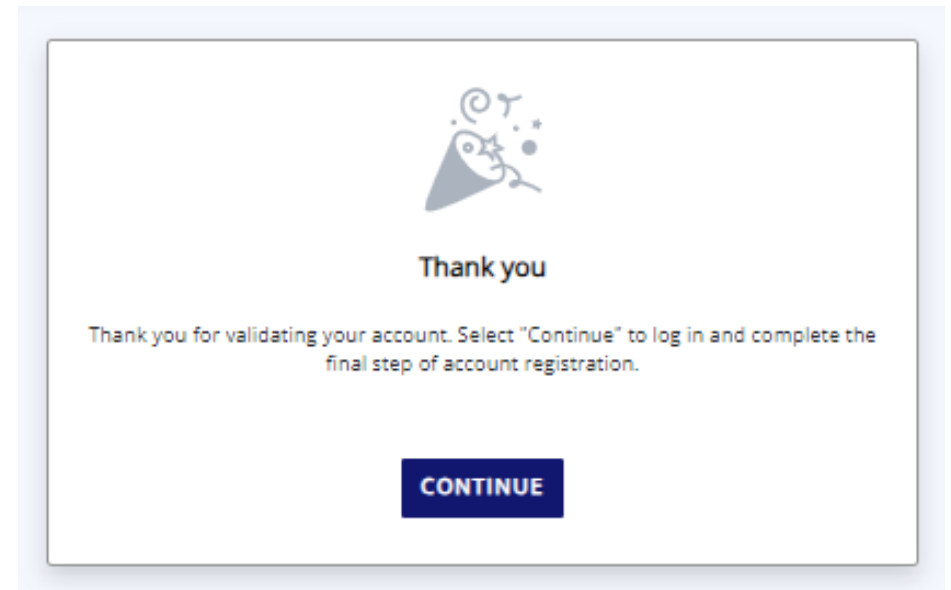 Thank you
Thank you for validating your account. Select "Continue" to log in and complete the
final step of account registration.
CONTINUE